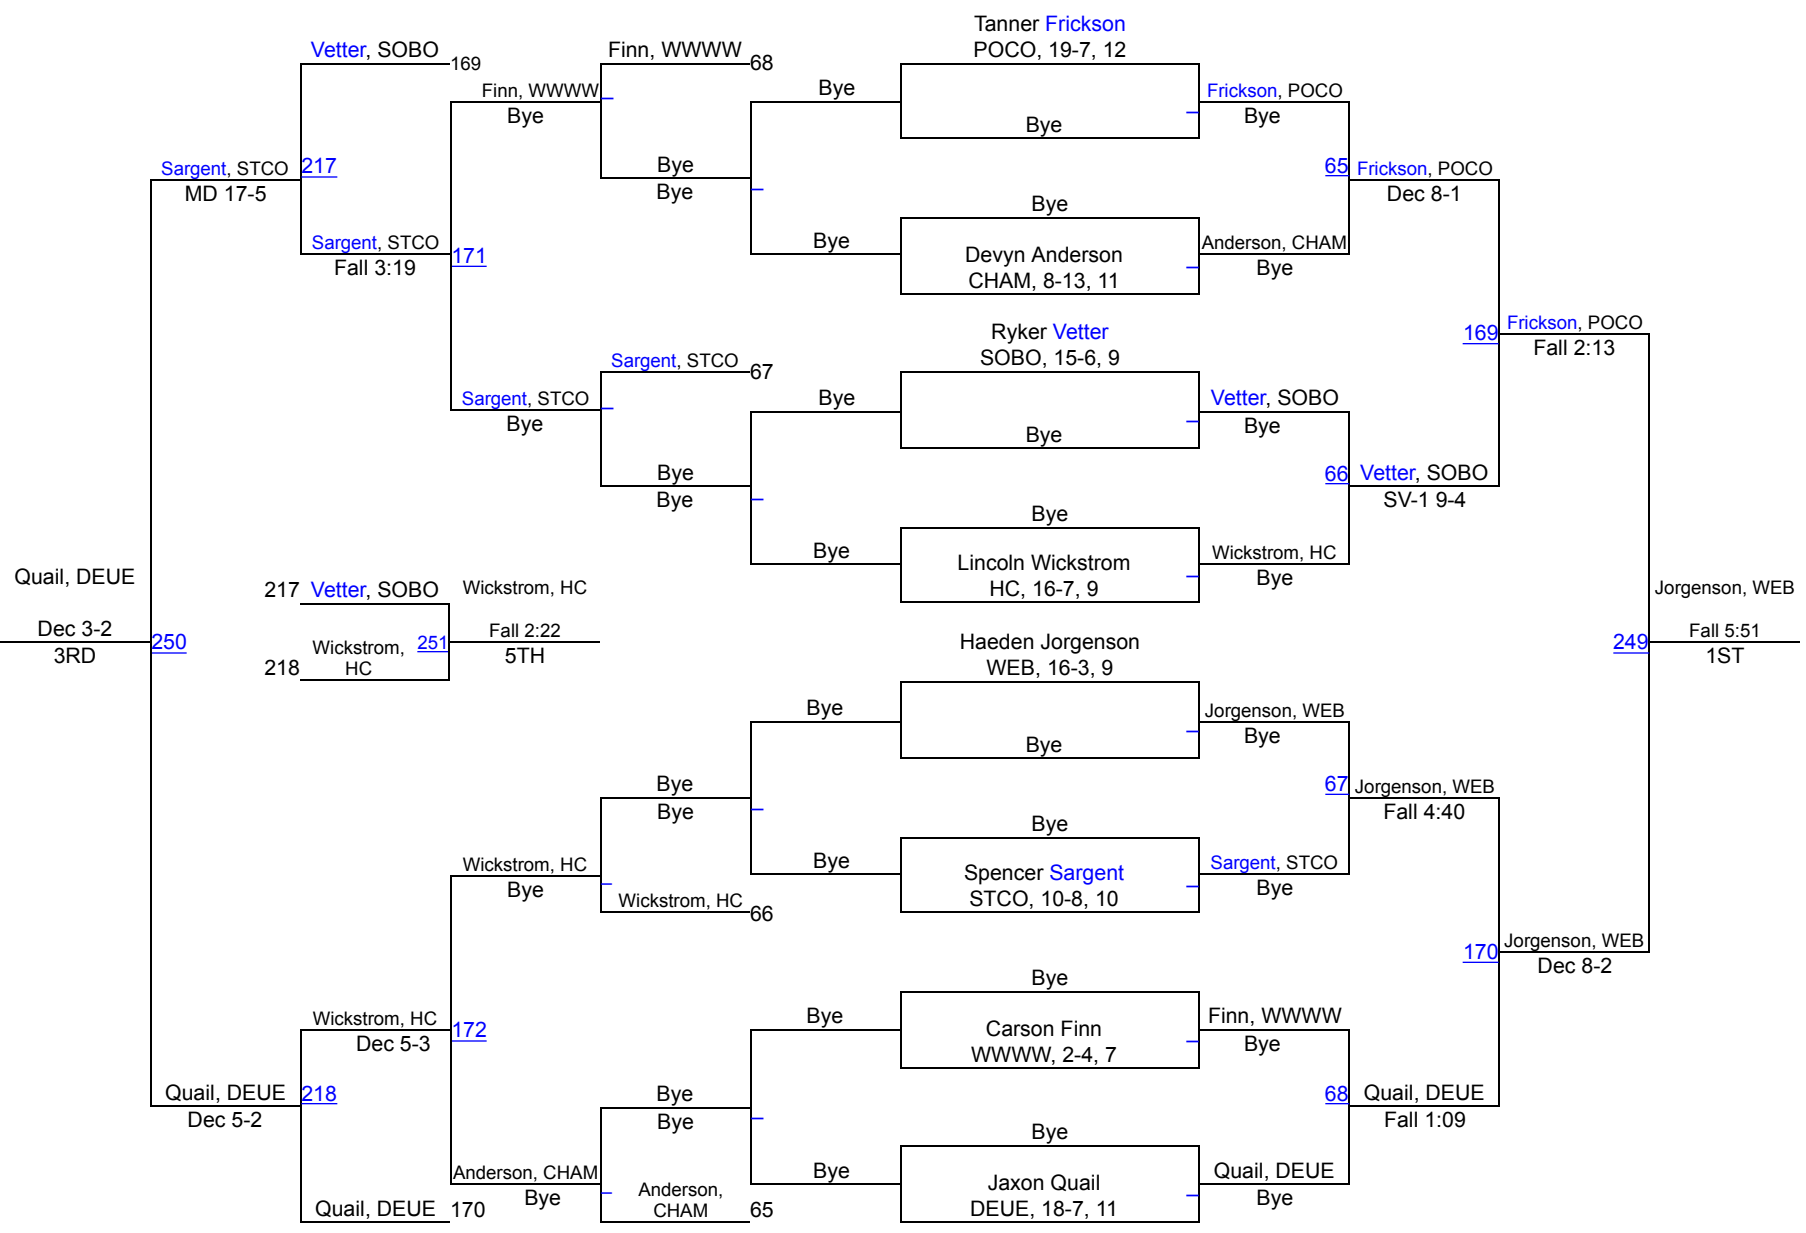 Tanner Frickson
POCO, 19-7, 12
Vetter, SOBO
169
Finn, WWWW
68
Finn, WWWW
Bye
Bye
Bye
Frickson, POCO
Bye
Bye
Bye
65
Frickson, POCO
Dec 8-1
Sargent, STCO
MD 17-5
217
Bye
Sargent, STCO
Fall 3:19
171
Bye
Devyn Anderson
CHAM, 8-13, 11
Anderson, CHAM
Bye
Ryker Vetter
SOBO, 15-6, 9
169
Frickson, POCO
Fall 2:13
Sargent, STCO
67
Sargent, STCO
Bye
Bye
Bye
Vetter, SOBO
Bye
Bye
Bye
66
Vetter, SOBO
SV-1 9-4
Bye
Bye
Lincoln Wickstrom
HC, 16-7, 9
Wickstrom, HC
Bye
Quail, DEUE
Dec 3-2
3RD
250
217
Vetter, SOBO
218
Wickstrom,
HC
251
Wickstrom, HC
Fall 2:22
5TH
Haeden Jorgenson
WEB, 16-3, 9
249
Jorgenson, WEB
Fall 5:51
1ST
Bye
Bye
Jorgenson, WEB
Bye
Bye
Bye
67
Jorgenson, WEB
Fall 4:40
Bye
Wickstrom, HC
Bye
Wickstrom, HC
66
Bye
Spencer Sargent
STCO, 10-8, 10
Sargent, STCO
Bye
170
Jorgenson, WEB
Dec 8-2
Bye
Wickstrom, HC
Dec 5-3
172
Bye
Carson Finn
WWWW, 2-4, 7
Finn, WWWW
Bye
Quail, DEUE
Dec 5-2
218
Bye
Bye
68
Quail, DEUE
Fall 1:09
Bye
Anderson, CHAM
Bye
Anderson,
CHAM
65
Bye
Jaxon Quail
DEUE, 18-7, 11
Quail, DEUE
Bye
Quail, DEUE
170